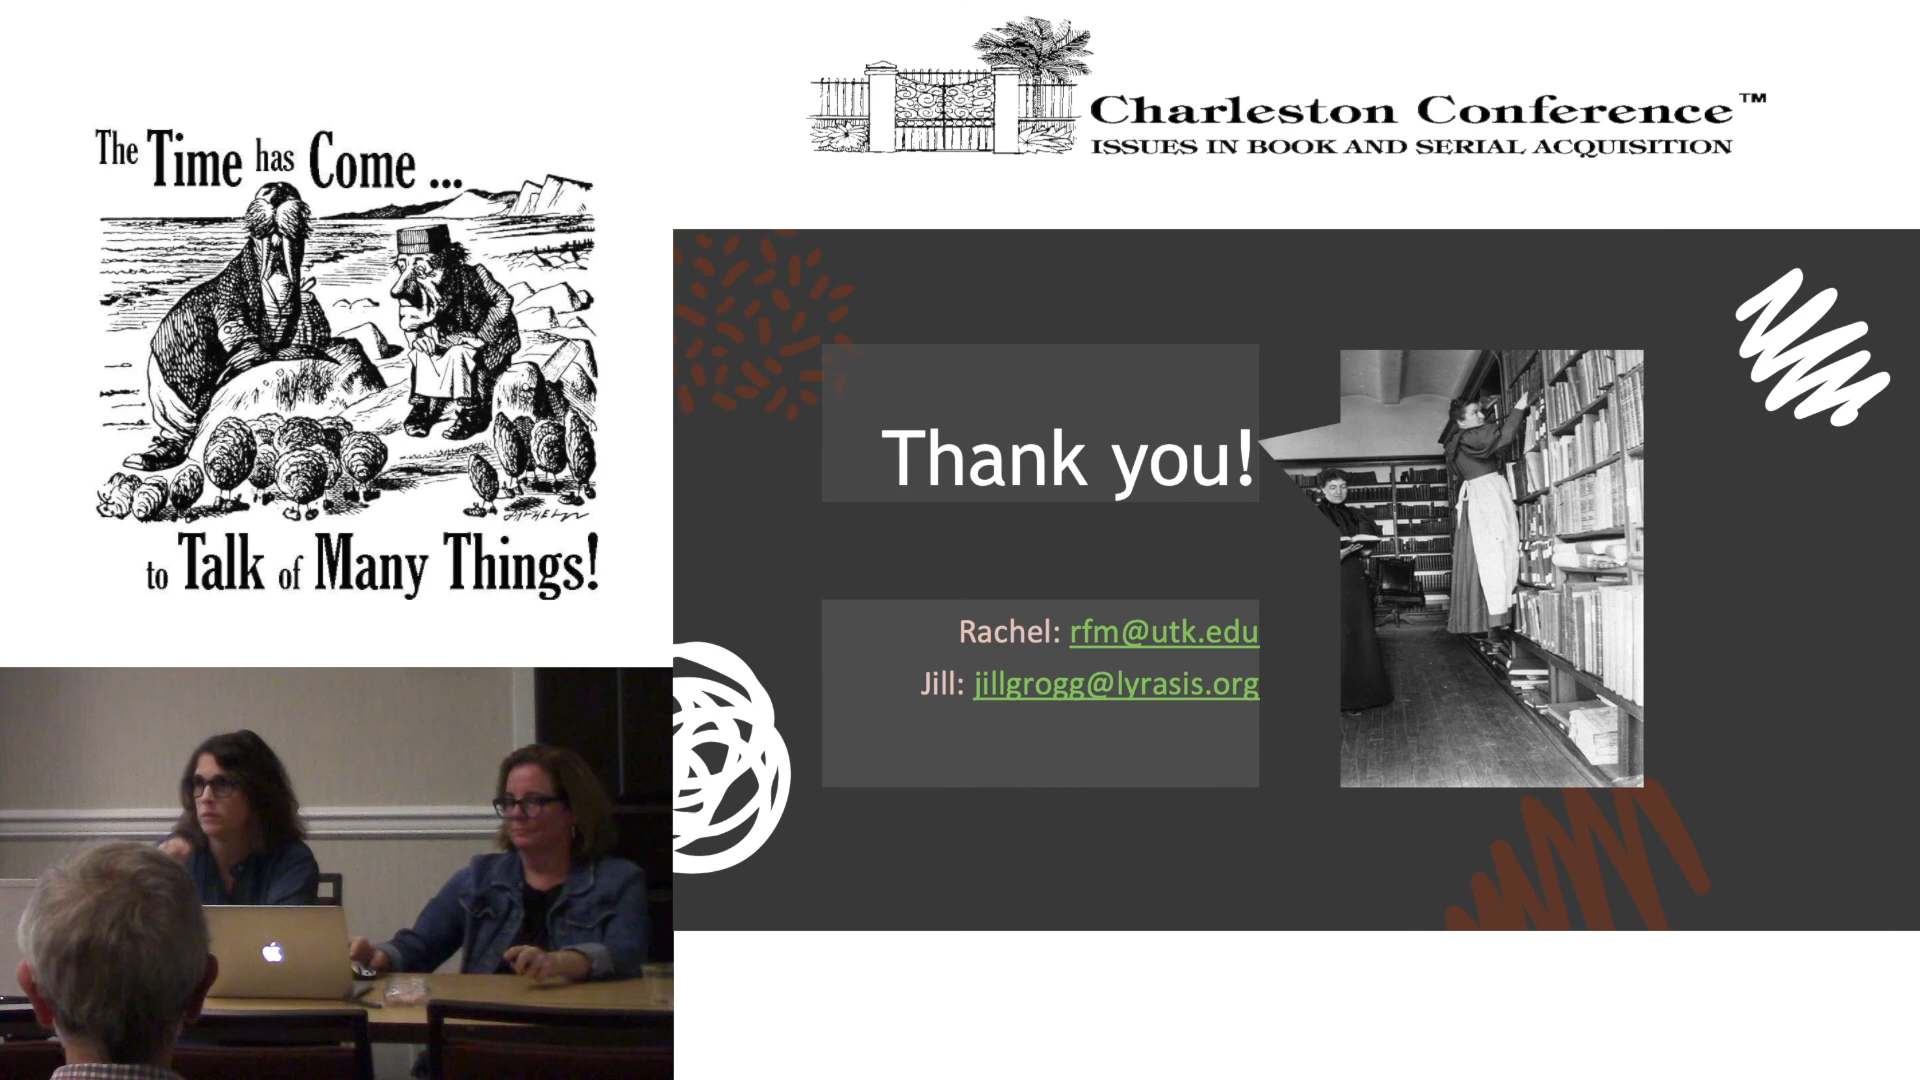 The Time has Come ...
to Talk of Many Things!
Charleston Conference™
ISSUES IN BOOK AND SERIAL ACQUISITION
Thank you!
Rachel: rfm@utk.edu
Jill: jillgrogg@lyrasis.org